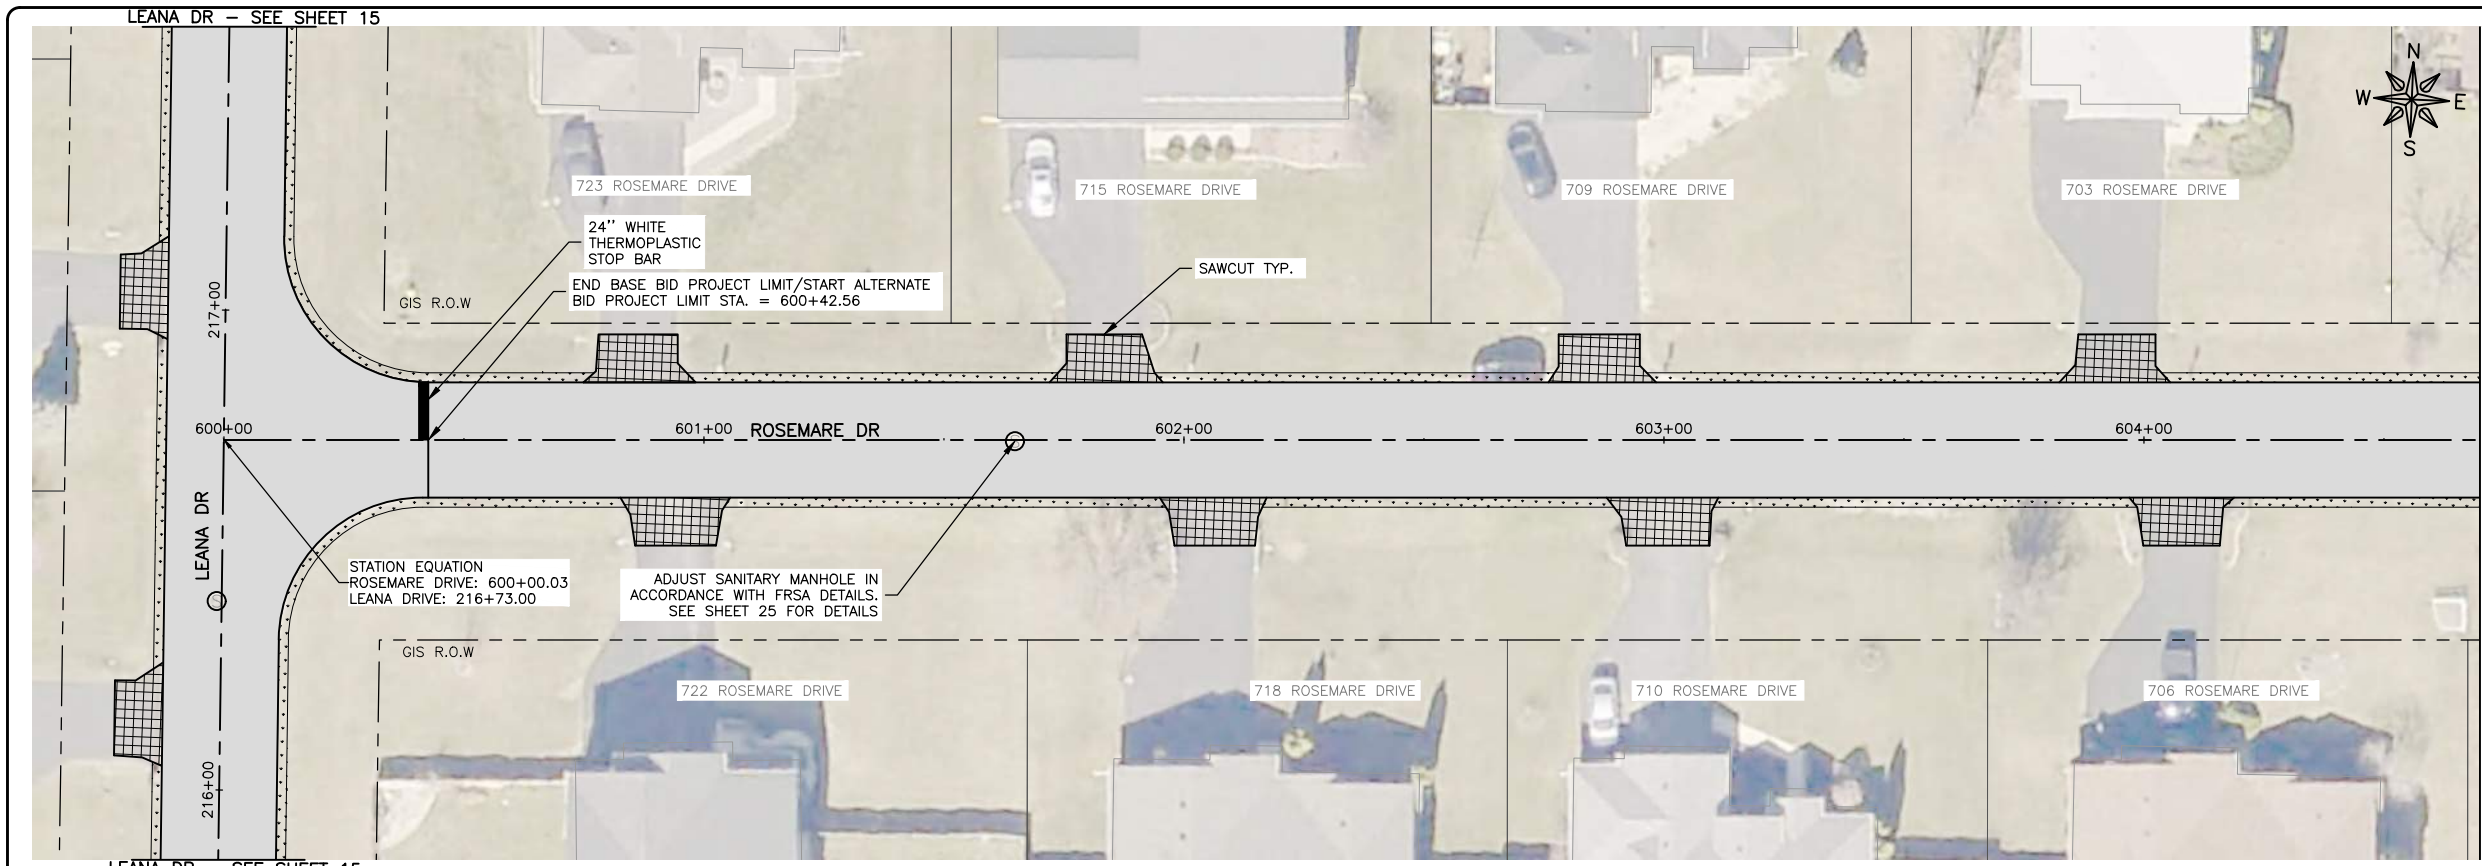 LEANA DR - SEE SHEET 15
N
W E
S
723 ROSEMARE DRIVE
715 ROSEMARE DRIVE
709 ROSEMARE DRIVE
703 ROSEMARE DRIVE
24'' WHITE
THERMOPLASTIC
STOP BAR
SAWCUT TYP.
END BASE BID PROJECT LIMIT/START ALTERNATE
BID PROJECT LIMIT STA. = 600+42.56
GIS R.O.W
217+00
600+00
601+00
ROSEMARE DR
602+00
603+00
604+00
LEANA DR
STATION EQUATION
ROSEMARE DRIVE: 600+00.03
LEANA DRIVE: 216+73.00
ADJUST SANITARY MANHOLE IN
ACCORDANCE WITH FRSA DETAILS.
SEE SHEET 25 FOR DETAILS
GIS R.O.W
722 ROSEMARE DRIVE
718 ROSEMARE DRIVE
710 ROSEMARE DRIVE
706 ROSEMARE DRIVE
216+00
LEANA DR - SEE SHEET 15